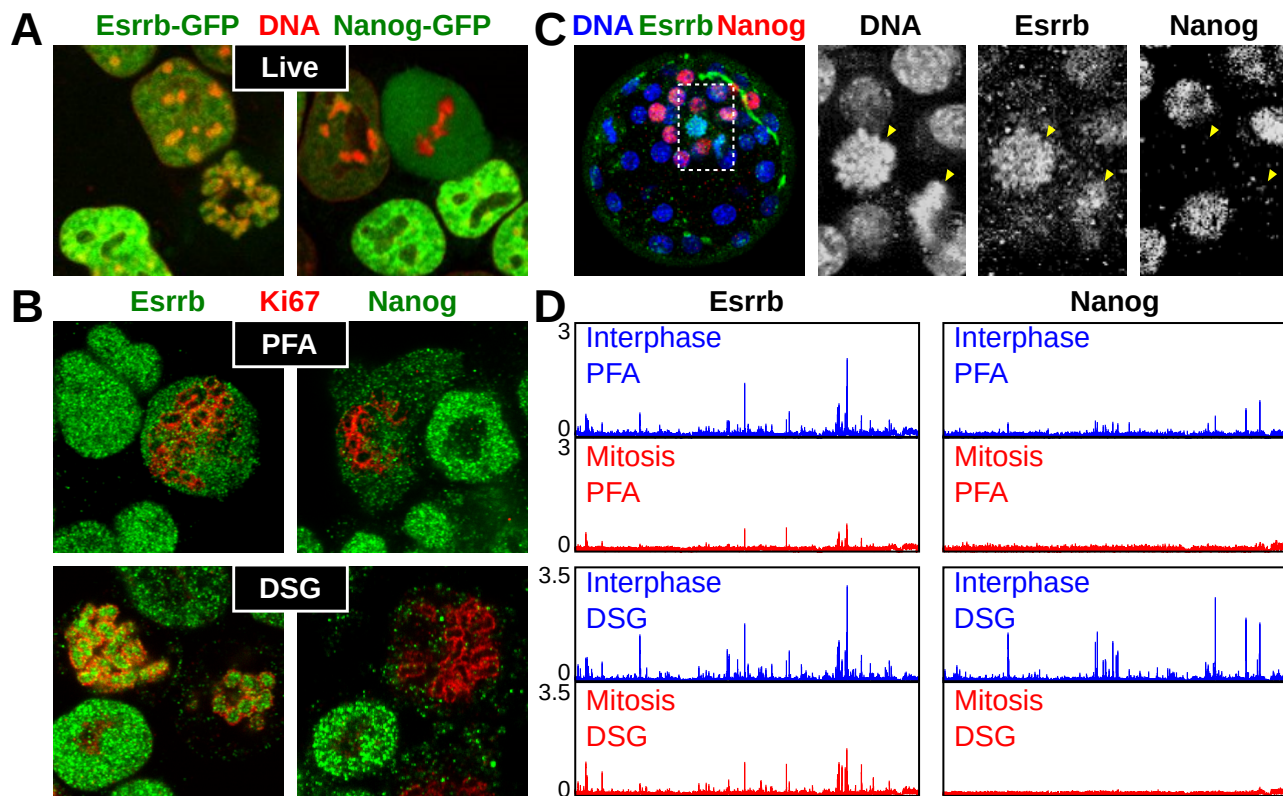 A
Esrrb-GFP DNA Nanog-GFP
Live
B
Esrrb Ki67 Nanog
PFA
DSG
C
DNA Esrrb Nanog
DNA
Esrrb
Nanog
D
Esrrb
Nanog
3
Interphase
PFA
0
3
Mitosis
PFA
0
Interphase
PFA
Mitosis
PFA
3.5
Interphase
DSG
0
3.5
Mitosis
DSG
0
Interphase
DSG
Mitosis
DSG